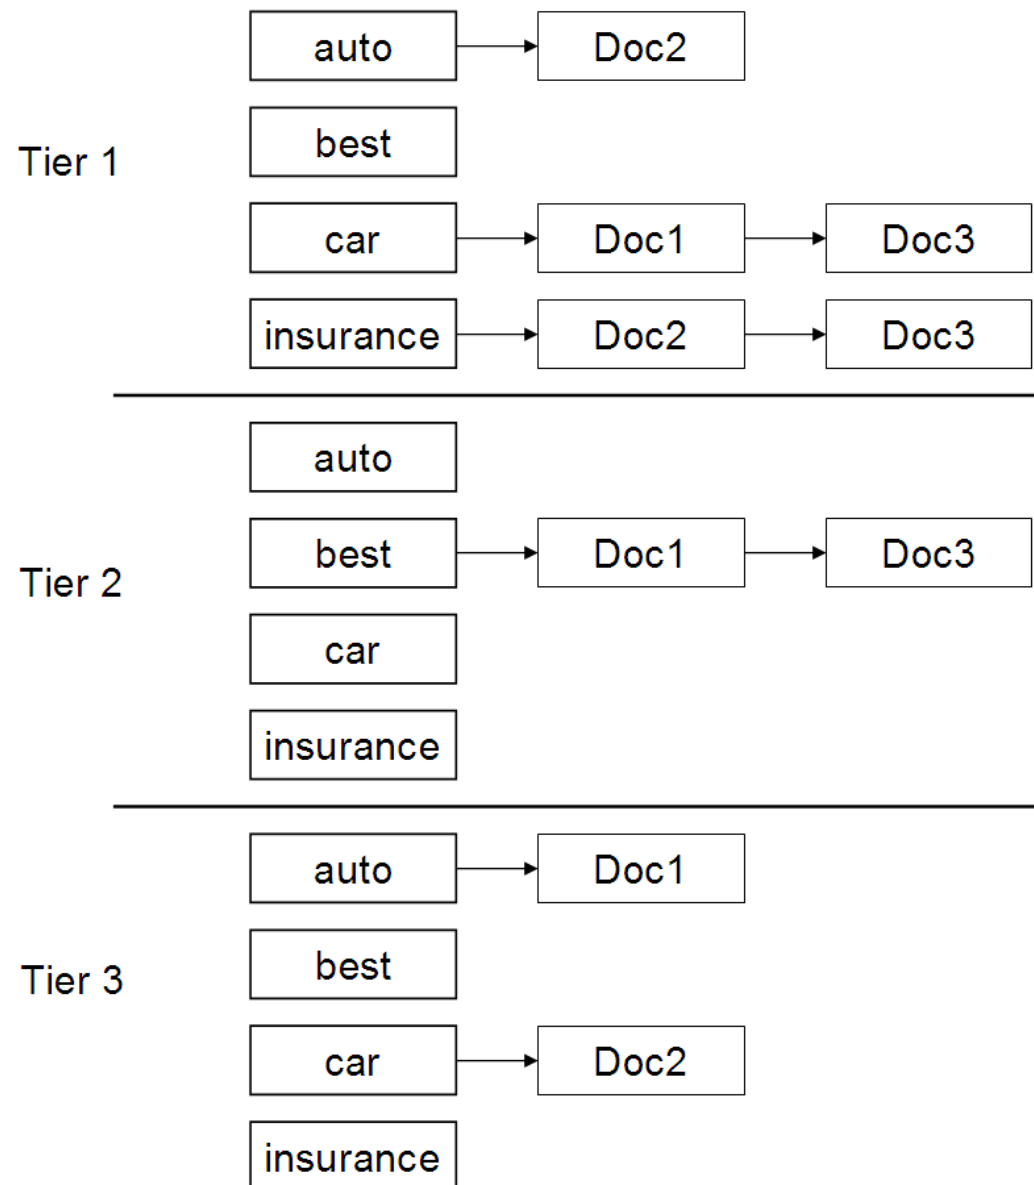 auto Doc2
Tier 1
best
car Doc1 Doc3
insurance Doc2 Doc3
auto
best Doc1 Doc3
Tier 2
car
insurance
auto Doc1
best
Tier 3
car Doc2
insurance